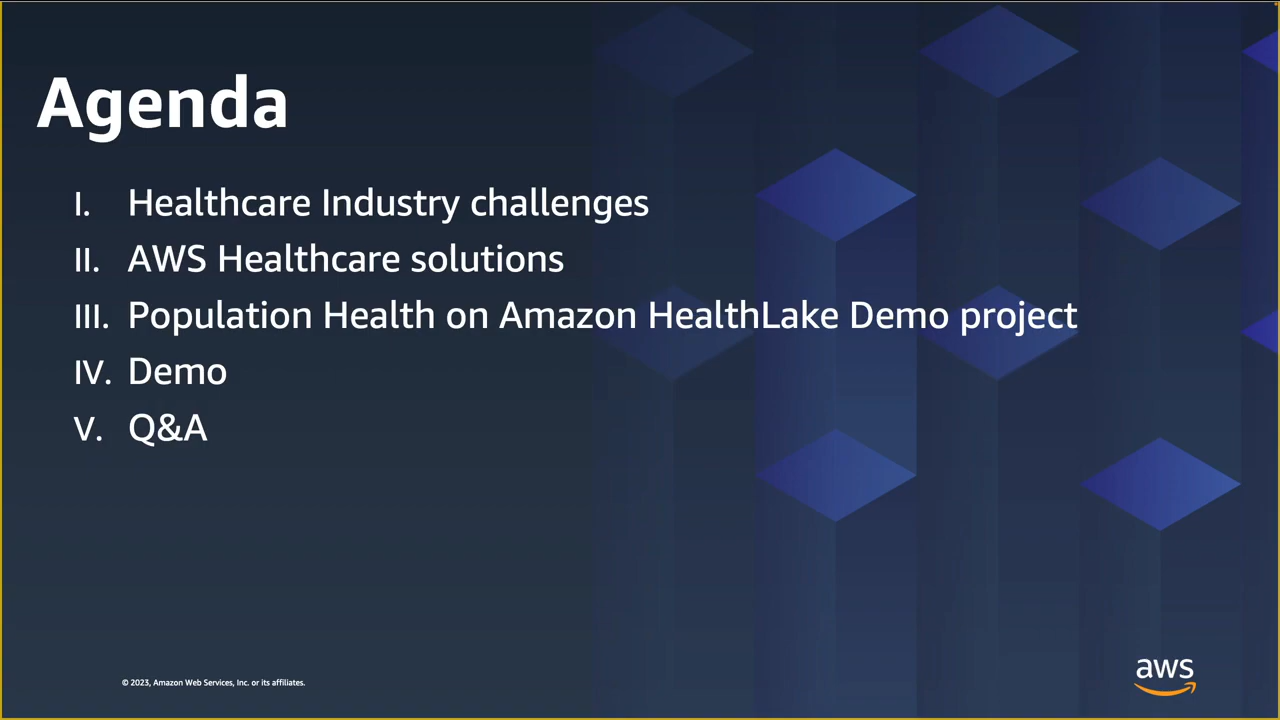 Agenda
I. Healthcare Industry challenges
II. AWS Healthcare solutions
III. Population Health on Amazon HealthLake Demo project
IV. Demo
V. Q&A
© 2023, Amazon Web Services, Inc. or its affiliates.
aws